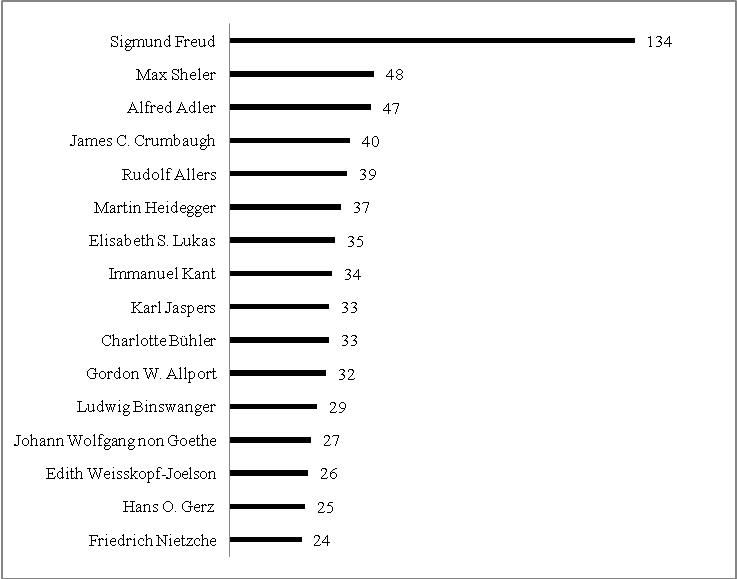 Sigmund Freud 134
Max Sheler 48
Alfred Adler 47
James C. Crumbaugh 40
Rudolf Allers 39
Martin Heidegger 37
Elisabeth S. Lukas 35
Immanuel Kant 34
Karl Jaspers 33
Charlotte Bühler 33
Gordon W. Allport 32
Ludwig Binswanger 29
Johann Wolfgang non Goethe 27
Edith Weisskopf-Joelson 26
Hans O. Gerz 25
Friedrich Nietzche 24